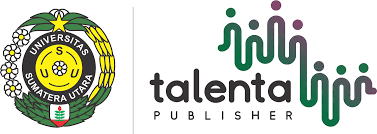 UNIVERSITAS
U S U
SUMATERA UTARA
talenta
PUBLISHER